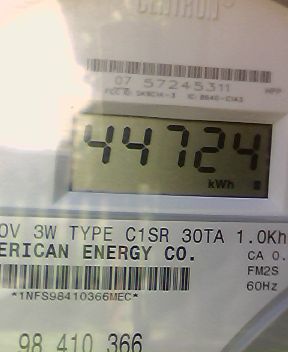 CENTRON®
07 57245311
44724
kWh
0V 3W TYPE C1SR 30TA 1.0Kh
ERICAN ENERGY CO.
CA 0.
FM2S
60Hz
*1NFS98410366MEC*
98 410 366